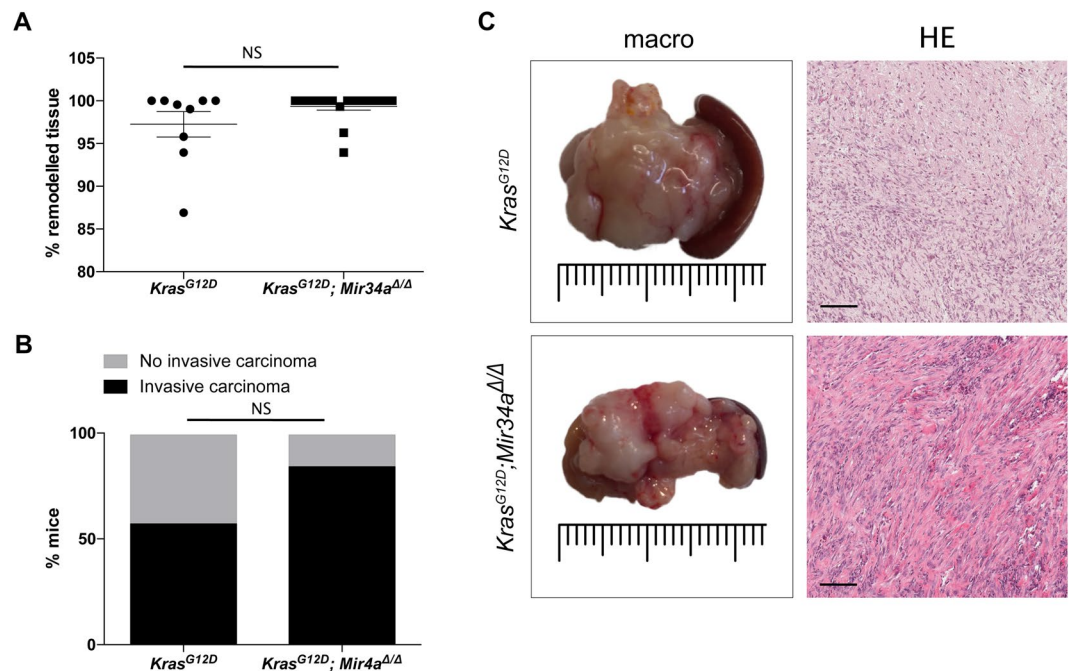 A
NS
% remodelled tissue
105
100
95
90
85
80
Kras^G12D
Kras^G12D; Mir34a^Δ/Δ
B
No invasive carcinoma
Invasive carcinoma
NS
% mice
100
50
0
Kras^G12D
Kras^G12D; Mir4a^Δ/Δ
C
macro
HE
Kras^G12D
Kras^G12D;Mir34a^Δ/Δ